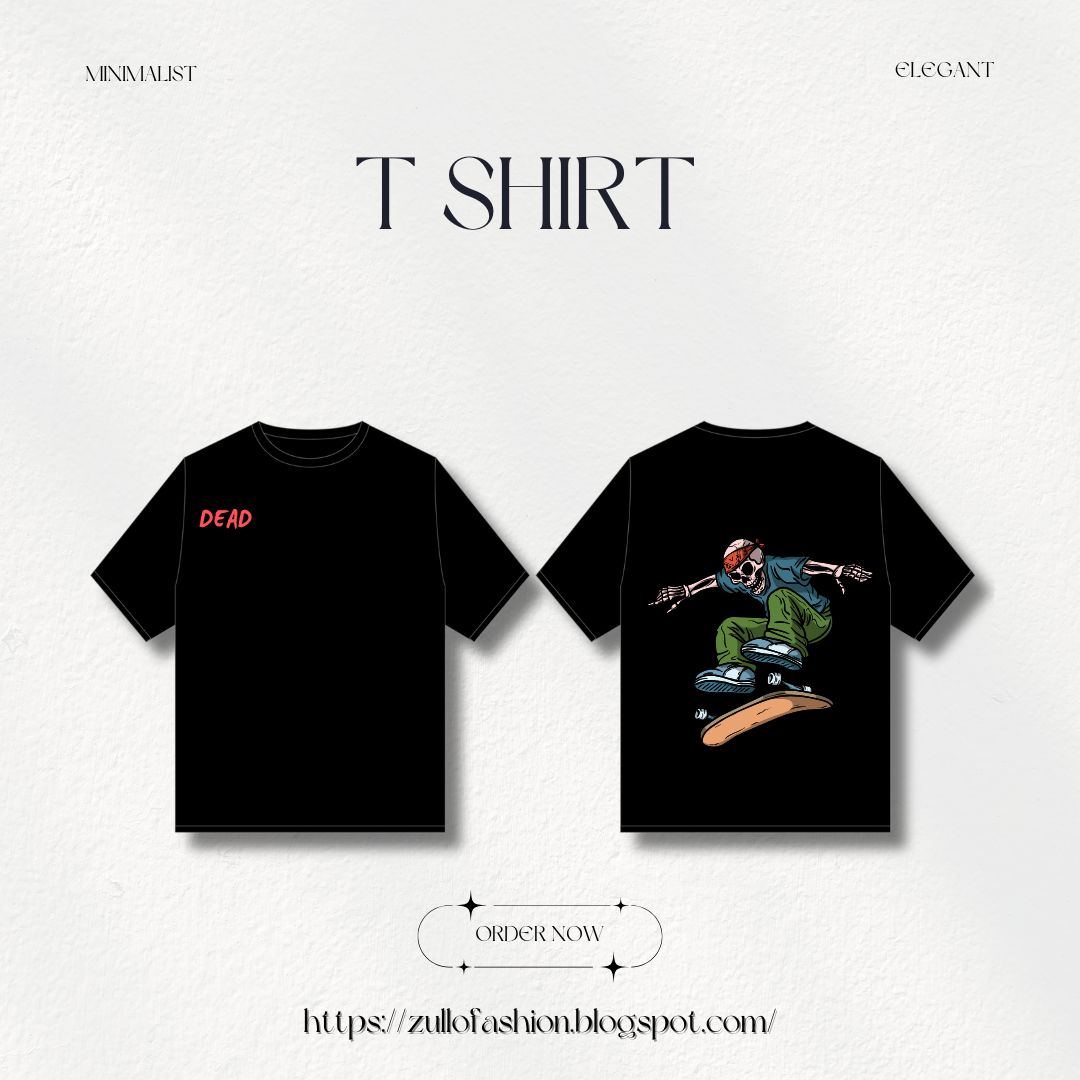 MINIMALIST
ELEGANT
T SHIRT
DEAD
ORDER NOW
https://zullofashion.blogspot.com/